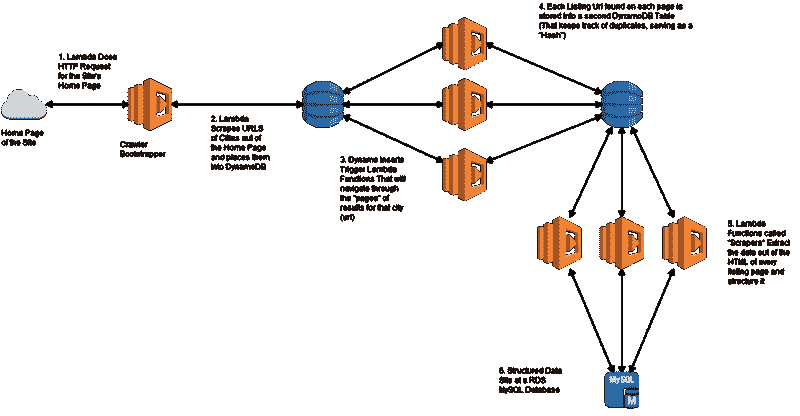 1. Lambda Does
HTTP Request
for the Site's
Home Page
Home Page
of the Site
Crawler
Bootstrapper
2. Lambda
Scrapes URLS
of Cities out of
the Home Page
and places them
into DynamoDB
3. Dynamo Inserts
Trigger Lambda
Functions That will
navigate through
the "pages" of
results for that city
(url)
4. Each Listing Url found on each page is
stored into a second DynamoDB Table
(That keeps track of duplicates, serving as a
"Hash")
5. Lambda
Functions called
"Scrapers" Extract
the data out of the
HTML of every
listing page and
structure it
6. Structured Data
Sits at a RDS
MySQL Database
MySQL
M